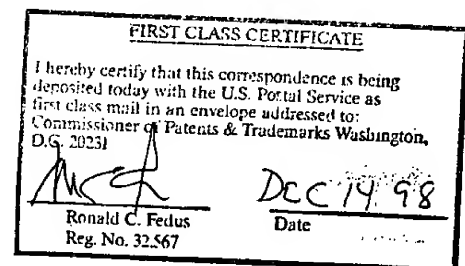 FIRST CLASS CERTIFICATE
I hereby certify that this correspondence is being
deposited today with the U.S. Postal Service as
first class mail in an envelope addressed to:
Commissioner of Patents & Trademarks Washington,
D.C. 20231
Dec 14 98
Ronald C. Fedus Date
Reg. No. 32,567